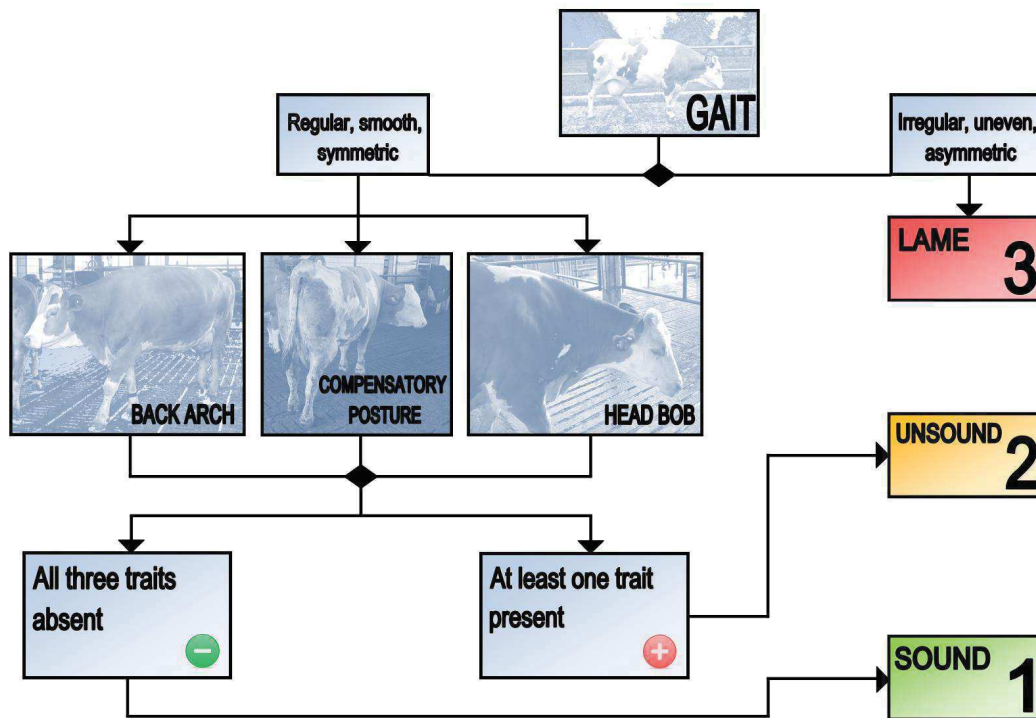 GAIT
Regular, smooth,
symmetric
Irregular, uneven,
asymmetric
LAME
3
BACK ARCH
COMPENSATORY
POSTURE
HEAD BOB
UNSOUND
2
All three traits
absent
At least one trait
present
SOUND
1